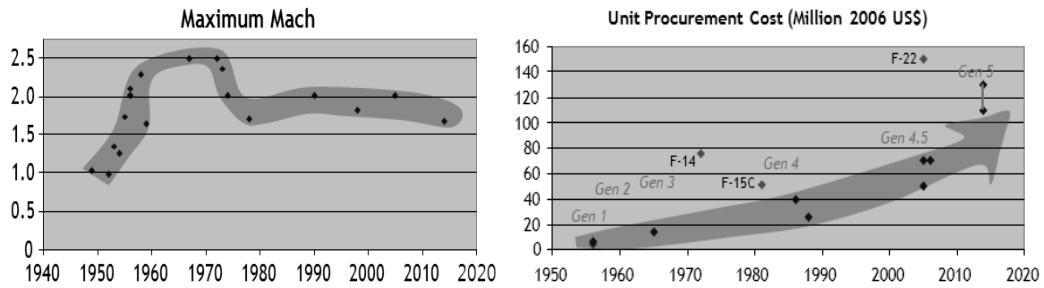 Maximum Mach
2.5
2.0
1.5
1.0
0.5
0
1940 1950 1960 1970 1980 1990 2000 2010 2020
Unit Procurement Cost (Million 2006 US$)
160
140
120
100
80
60
40
20
0
F-22
Gen 5
Gen 4.5
F-14
Gen 4
F-15C
Gen 3
Gen 2
Gen 1
1950 1960 1970 1980 1990 2000 2010 2020